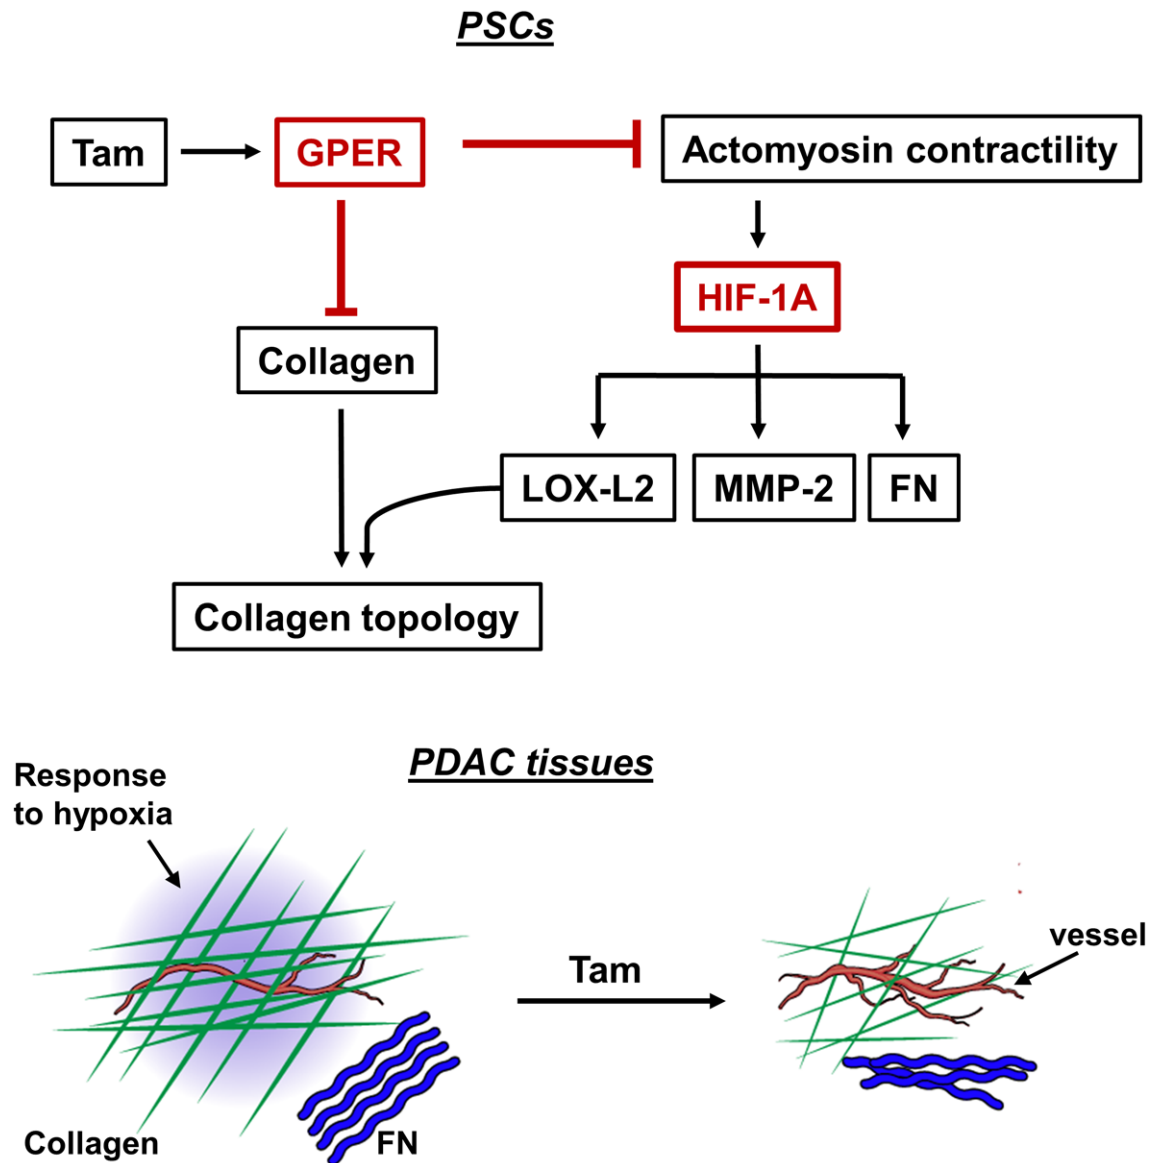 PSCs
Tam
GPER
Actomyosin contractility
HIF-1A
Collagen
LOX-L2
MMP-2
FN
Collagen topology
PDAC tissues
Response
to hypoxia
vessel
Tam
Collagen
FN